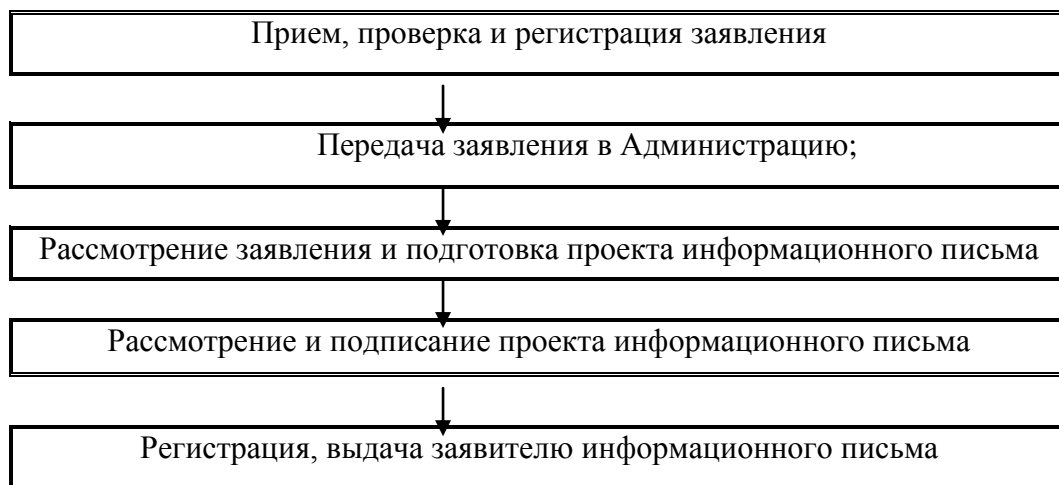 Прием, проверка и регистрация заявления
Передача заявления в Администрацию;
Рассмотрение заявления и подготовка проекта информационного письма
Рассмотрение и подписание проекта информационного письма
Регистрация, выдача заявителю информационного письма